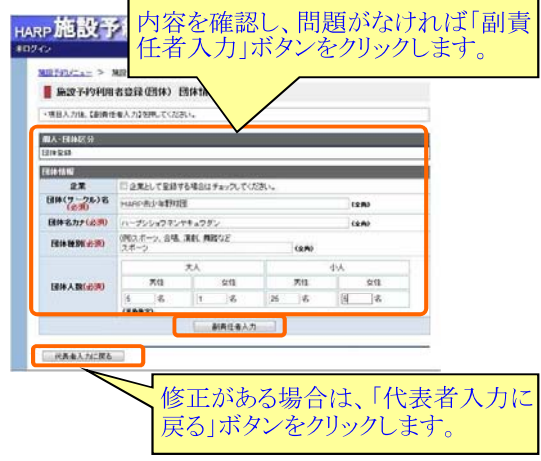 内容を確認し、問題がなければ「副責
任者入力」ボタンをクリックします。
HARP 施設予
未ログイン
施設予約メニュー >
施設予約利用者登録(団体) 団体情
・項目入力後、【副責任者入力】を押してください。
個人・団体区分
団体登録
団体情報
企業 企業として登録する場合はチェックしてください。
団体(サークル)名(必須) HARP市少年野球団 (全角)
団体名カナ(必須) ハープシショウネンヤキュウダン (全角)
団体種別(必須) (例)スポーツ、合唱、演劇、舞踊など
スポーツ (全角)
大人 小人
団体人数(必須) 男性 女性 男性 女性
5 名 1 名 25 名 5 名
副責任者入力
代表者入力に戻る
修正がある場合は、「代表者入力に
戻る」ボタンをクリックします。